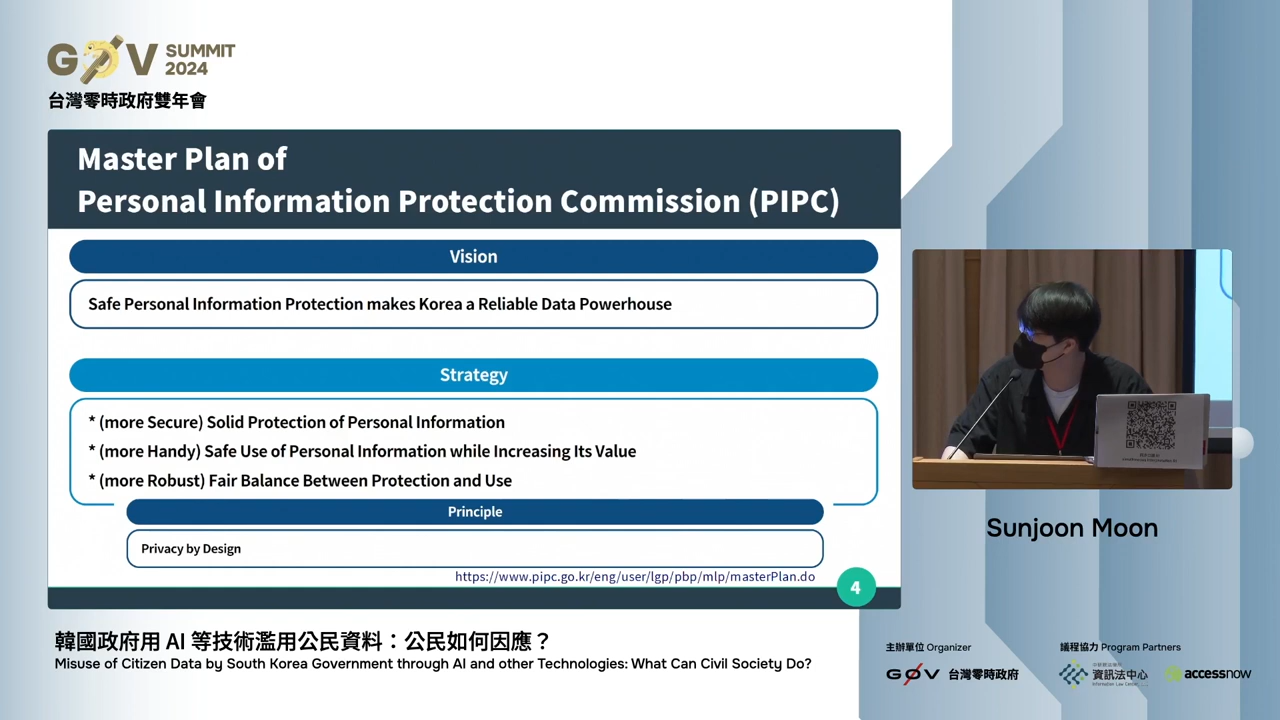 GØV SUMMIT 2024
台灣零時政府雙年會
Master Plan of
Personal Information Protection Commission (PIPC)
Vision
Safe Personal Information Protection makes Korea a Reliable Data Powerhouse
Strategy
* (more Secure) Solid Protection of Personal Information
* (more Handy) Safe Use of Personal Information while Increasing Its Value
* (more Robust) Fair Balance Between Protection and Use
Principle
Privacy by Design
https://www.pipc.go.kr/eng/user/lgp/pbp/mlp/masterPlan.do
4
Sunjoon Moon
韓國政府用 AI 等技術濫用公民資料：公民如何因應？
Misuse of Citizen Data by South Korea Government through AI and other Technologies: What Can Civil Society Do?
主辦單位 Organizer
GØV 台灣零時政府
議程協力 Program Partners
資訊法中心
Information Law Center
accessnow